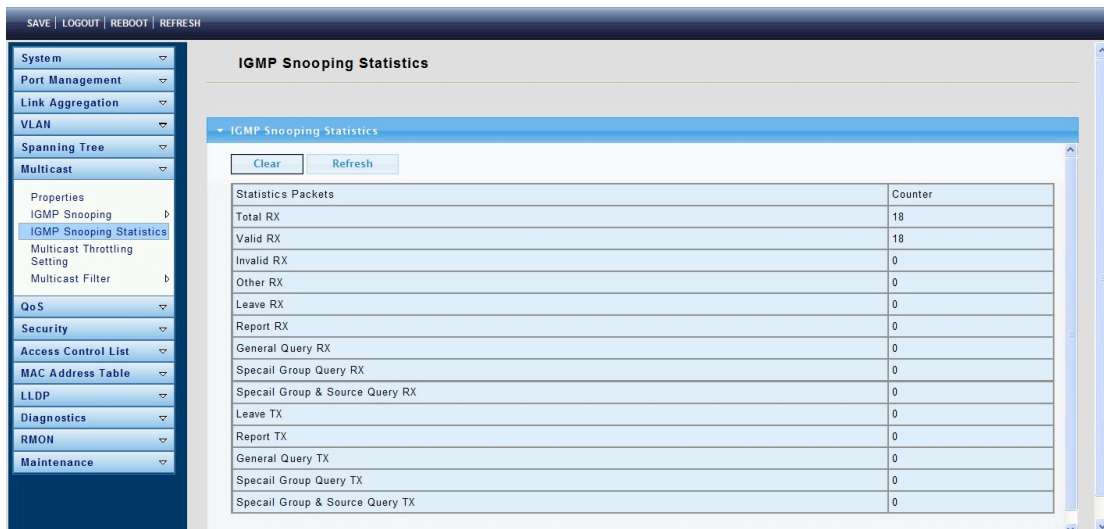 SAVE | LOGOUT | REBOOT | REFRESH
System
Port Management
Link Aggregation
VLAN
Spanning Tree
Multicast
Properties
IGMP Snooping
IGMP Snooping Statistics
Multicast Throttling
Setting
Multicast Filter
QoS
Security
Access Control List
MAC Address Table
LLDP
Diagnostics
RMON
Maintenance
IGMP Snooping Statistics
IGMP Snooping Statistics
Clear Refresh
Statistics Packets Counter
Total RX 18
Valid RX 18
Invalid RX 0
Other RX 0
Leave RX 0
Report RX 0
General Query RX 0
Specail Group Query RX 0
Specail Group & Source Query RX 0
Leave TX 0
Report TX 0
General Query TX 0
Specail Group Query TX 0
Specail Group & Source Query TX 0